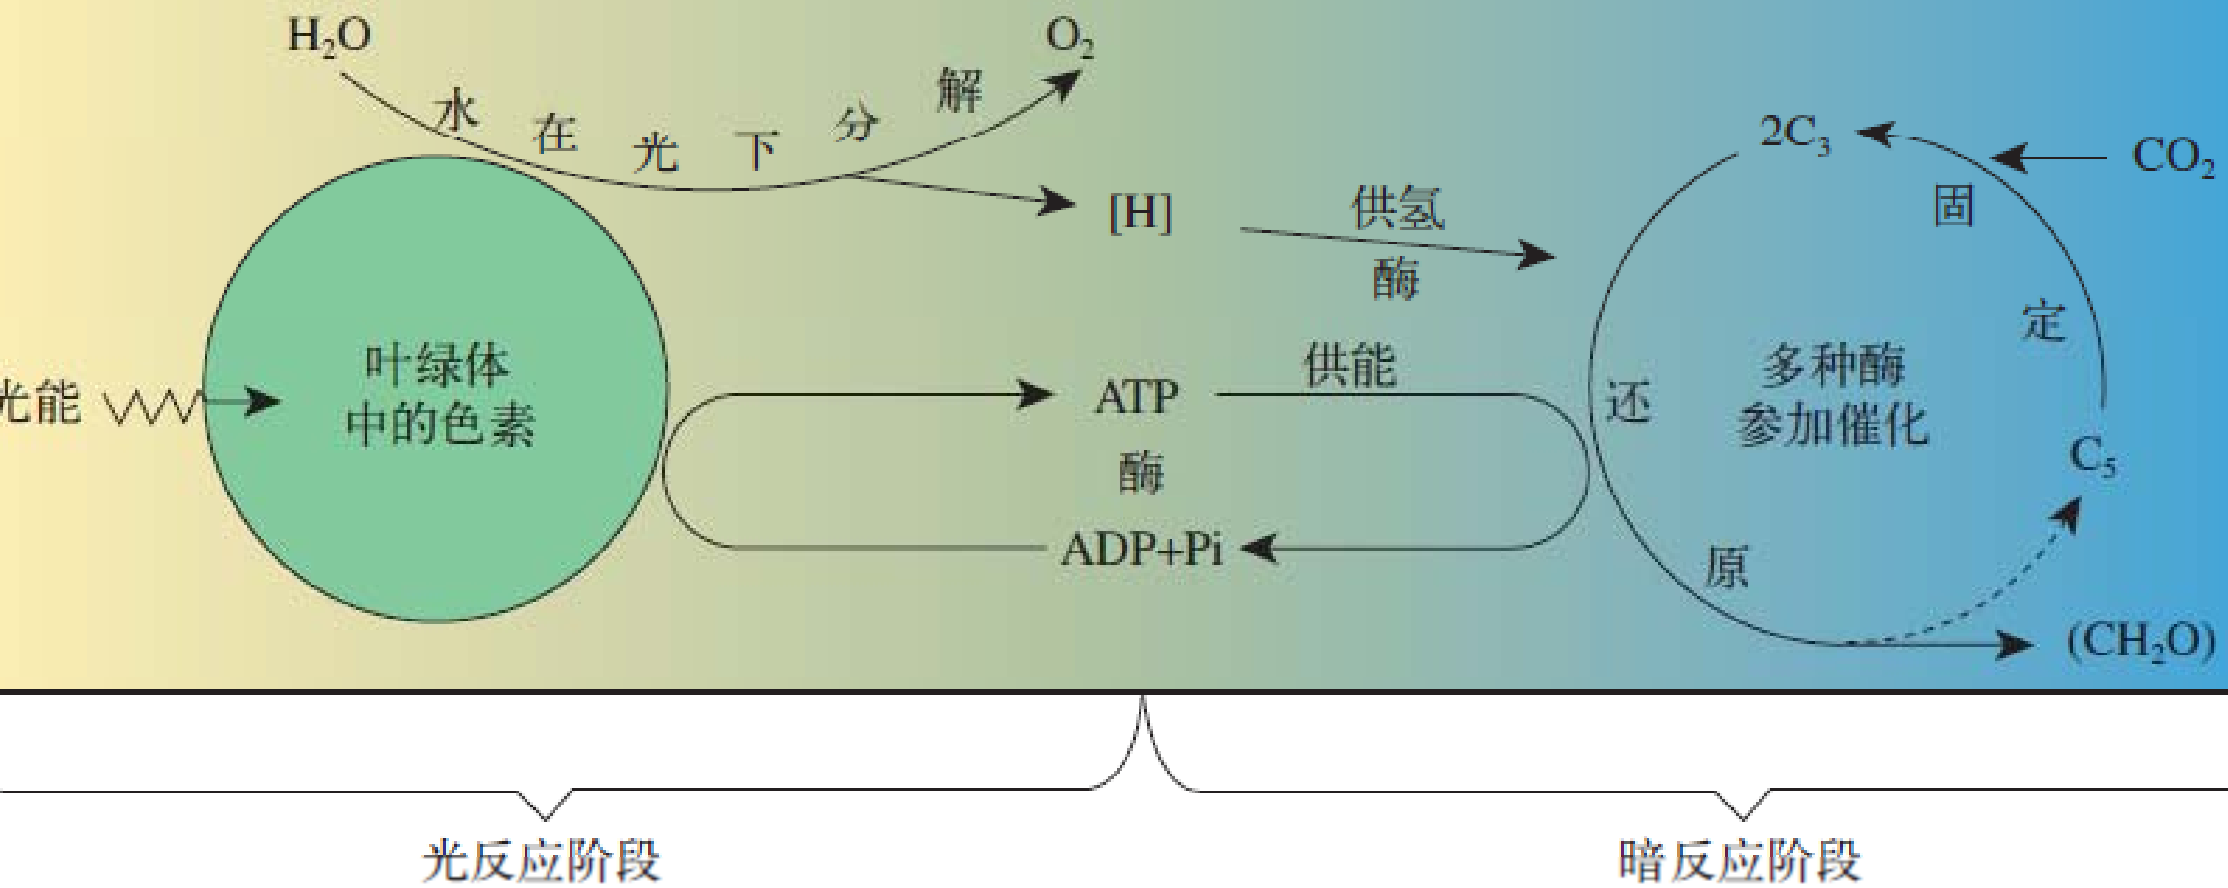 H₂O
O₂
水在光下分解
[H]
供氢
酶
2C₃
CO₂
固定
光能
叶绿体
中的色素
ATP
供能
酶
ADP+Pi
还原
多种酶
参加催化
C₅
(CH₂O)
光反应阶段
暗反应阶段